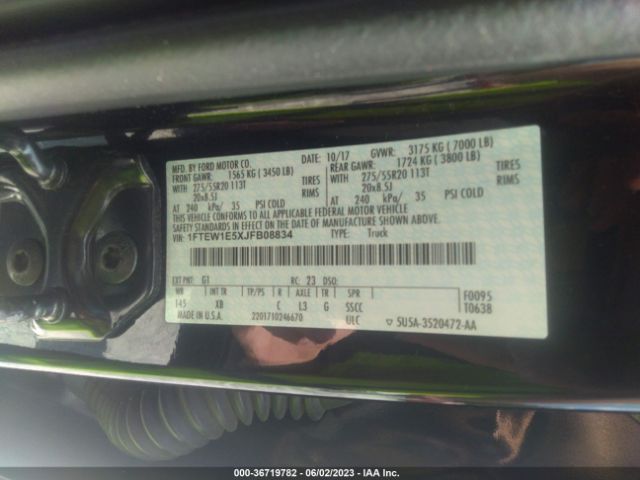 MFD. BY FORD MOTOR CO.
DATE: 10/17 GVWR: 3175 KG ( 7000 LB)
FRONT GAWR: 1565 KG ( 3450 LB) REAR GAWR: 1724 KG ( 3800 LB)
WITH 275/55R20 113T TIRES WITH 275/55R20 113T TIRES
20x8.5J RIMS 20x8.5J RIMS
AT 240 kPa/ 35 PSI COLD AT 240 kPa/ 35 PSI COLD
THIS VEHICLE CONFORMS TO ALL APPLICABLE FEDERAL MOTOR VEHICLE
SAFETY STANDARDS IN EFFECT ON THE DATE OF MANUFACTURE SHOWN ABOVE.
VIN: 1FTEW1E5XJFB08834 TYPE: Truck
EXT PNT: G1 RC: 23 DSO:
WB INT TR TP/PS R AXLE TR SPR F0095
145 XB C L3 G SSCC T0638
MADE IN U.S.A. 2201710246670 ULC ▽ 5U5A-3520472-AA
000-36719782 - 06/02/2023 - IAA Inc.